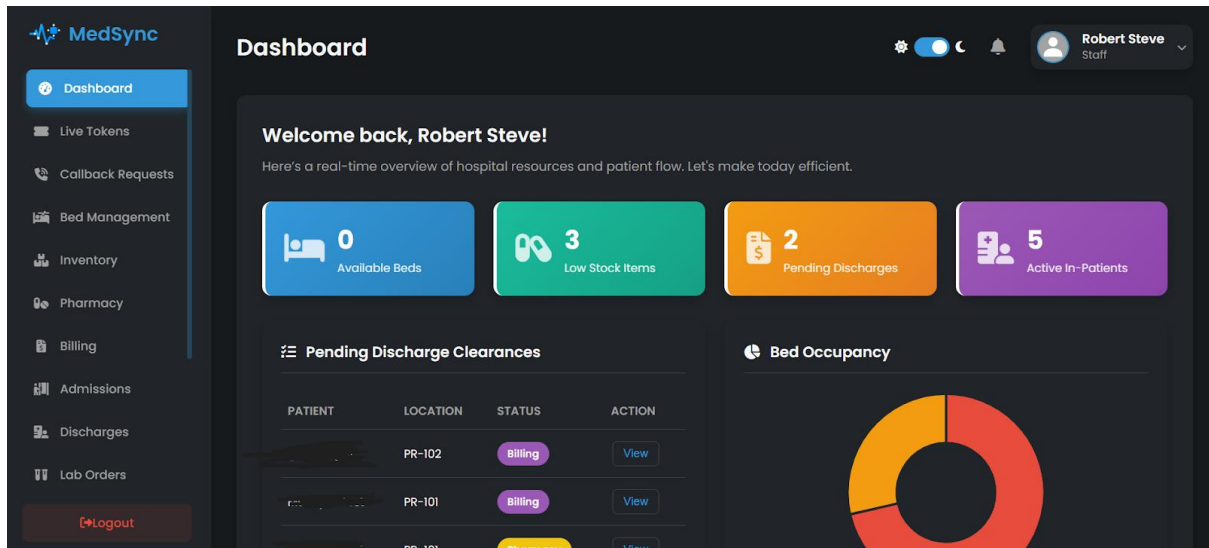 MedSync
Dashboard
Live Tokens
Callback Requests
Bed Management
Inventory
Pharmacy
Billing
Admissions
Discharges
Lab Orders
Logout
Dashboard
Robert Steve
Staff
Welcome back, Robert Steve!
Here's a real-time overview of hospital resources and patient flow. Let's make today efficient.
0
Available Beds
3
Low Stock Items
2
Pending Discharges
5
Active In-Patients
Pending Discharge Clearances
PATIENT LOCATION STATUS ACTION
PR-102 Billing View
PR-101 Billing View
Bed Occupancy